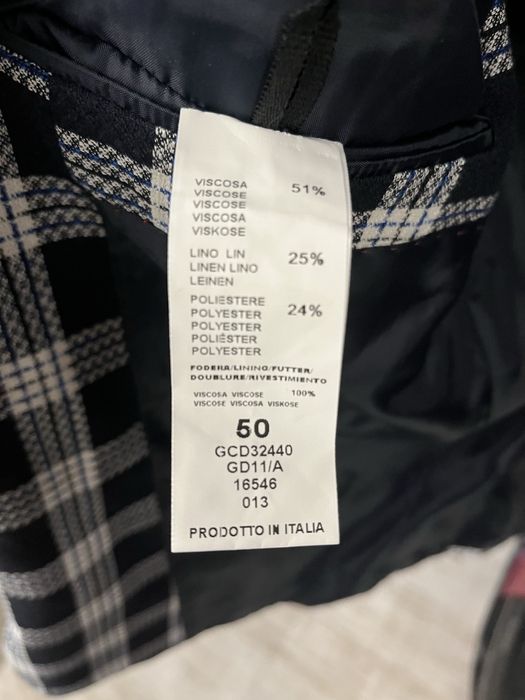 VISCOSA 51%
VISCOSE
VISCOSE
VISCOSA
VISKOSE
LINO LIN 25%
LINEN LINO
LEINEN
POLIESTERE
POLYESTER 24%
POLYESTER
POLIÉSTER
POLYESTER
FODERA/LINING/FUTTER/
DOUBLURE/RIVESTIMIENTO
VISCOSA VISCOSE 100%
VISCOSE VISCOSA VISKOSE
50
GCD32440
GD11/A
16546
013
PRODOTTO IN ITALIA